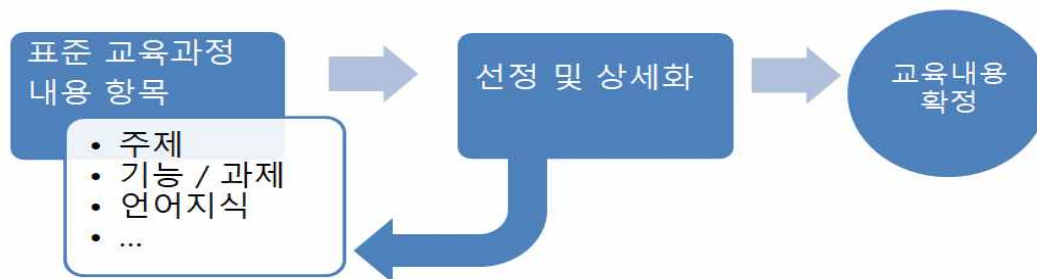 표준 교육과정
내용 항목
• 주제
• 기능 / 과제
• 언어지식
• ...
선정 및 상세화
교육내용
확정